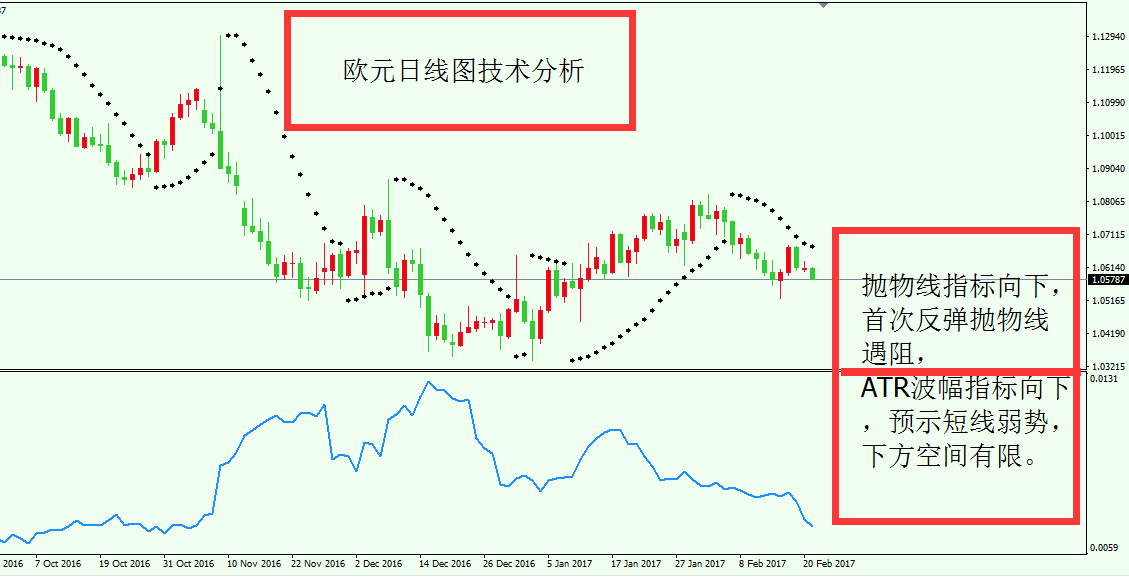 37
欧元日线图技术分析
1.12940
1.11965
1.10990
1.10015
1.09040
1.08065
1.07115
1.06140
1.05787
1.05165
1.04190
1.03215
抛物线指标向下，
首次反弹抛物线
遇阻，
ATR波幅指标向下
，预示短线弱势，
下方空间有限。
0.0131
0.0059
2016 7 Oct 2016 19 Oct 2016 31 Oct 2016 10 Nov 2016 22 Nov 2016 2 Dec 2016 14 Dec 2016 26 Dec 2016 5 Jan 2017 17 Jan 2017 27 Jan 2017 8 Feb 2017 20 Feb 2017